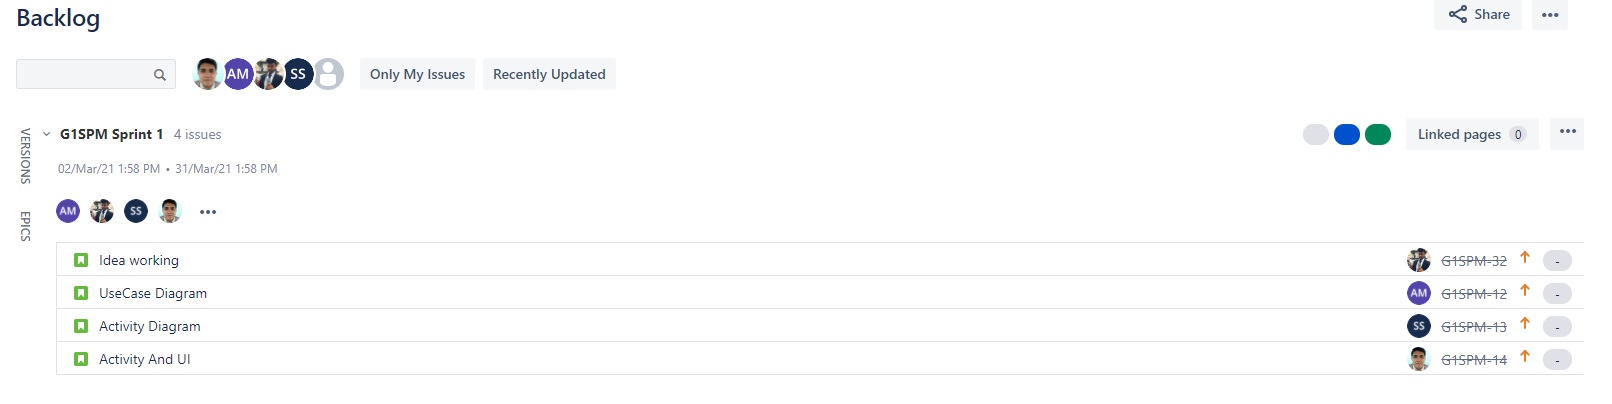 Backlog
Share
AM SS Only My Issues Recently Updated
VERSIONS
EPICS
G1SPM Sprint 1 4 issues Linked pages 0
02/Mar/21 1:58 PM • 31/Mar/21 1:58 PM
AM SS
Idea working G1SPM-32 -
UseCase Diagram AM G1SPM-12 -
Activity Diagram SS G1SPM-13 -
Activity And UI G1SPM-14 -